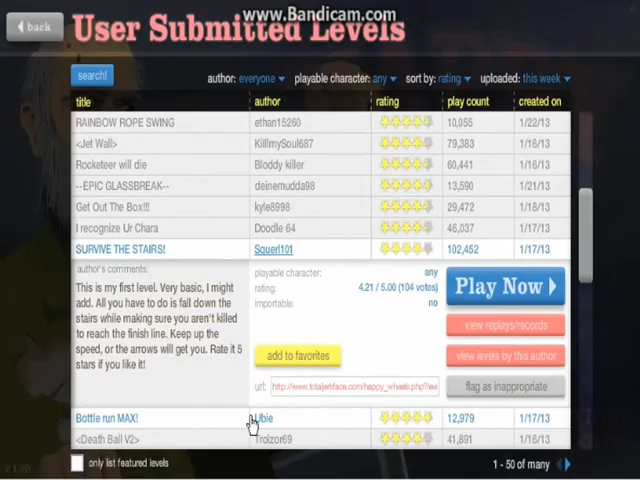 www.Bandicam.com
back
User Submitted Levels
search!
author: everyone playable character: any sort by: rating uploaded: this week
title author rating play count created on
RAINBOW ROPE SWING ethan15260 10,055 1/22/13
<Jet Wall> KillmySoul687 79,383 1/16/13
Rocketeer will die Bloddy killer 60,441 1/16/13
--EPIC GLASSBREAK-- deinemudda98 13,590 1/21/13
Get Out The Box!!! kyle8998 29,472 1/18/13
I recognize Ur Chara Doodle 64 46,037 1/17/13
SURVIVE THE STAIRS! Squerl101 102,452 1/17/13
author's comments:
This is my first level. Very basic, I might
add. All you have to do is fall down the
stairs while making sure you aren't killed
to reach the finish line. Keep up the
speed, or the arrows will get you. Rate it 5
stars if you like it!
playable character: any
rating: 4.21 / 5.00 (104 votos)
importable: no
add to favorites
url: http://www.totaljerkface.com/happy_wheels.php?
Play Now
view replays/records
view levels by this author
flag as inappropriate
Bottle run MAX! Ubie 12,979 1/17/13
<Death Ball V2> Trolzor69 41,891 1/16/13
only list featured levels
1 - 50 of many